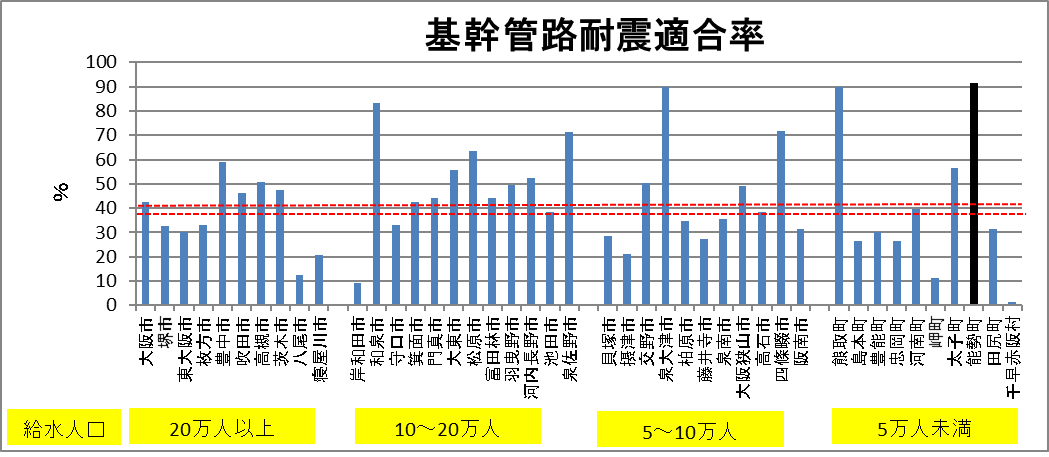 基幹管路耐震適合率
%
100
90
80
70
60
50
40
30
20
10
0
大阪市
堺市
東大阪市
枚方市
豊中市
吹田市
高槻市
茨木市
八尾市
寝屋川市
岸和田市
和泉市
守口市
箕面市
門真市
大東市
松原市
富田林市
羽曳野市
河内長野市
池田市
泉佐野市
貝塚市
摂津市
交野市
泉大津市
柏原市
藤井寺市
泉南市
大阪狭山市
高石市
四條畷市
阪南市
熊取町
島本町
豊能町
忠岡町
河南町
岬町
太子町
能勢町
田尻町
千早赤阪村
給水人口
20万人以上
10～20万人
5～10万人
5万人未満